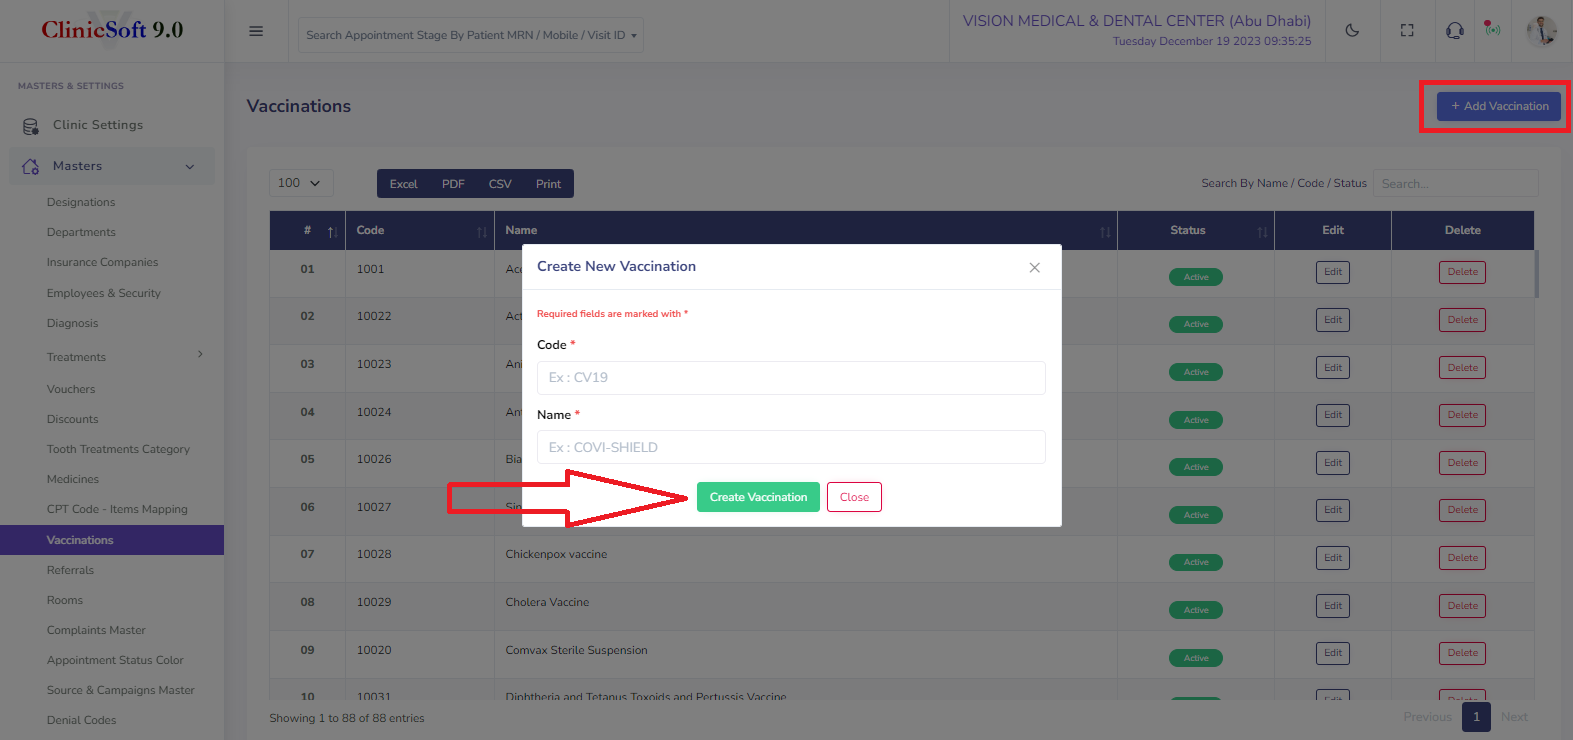 ClinicSoft 9.0
Search Appointment Stage By Patient MRN / Mobile / Visit ID
VISION MEDICAL & DENTAL CENTER (Abu Dhabi)
Tuesday December 19 2023 09:35:25
MASTERS & SETTINGS
Clinic Settings
Masters
Designations
Departments
Insurance Companies
Employees & Security
Diagnosis
Treatments
Vouchers
Discounts
Tooth Treatments Category
Medicines
CPT Code - Items Mapping
Vaccinations
Referrals
Rooms
Complaints Master
Appointment Status Color
Source & Campaigns Master
Denial Codes
Vaccinations
+ Add Vaccination
100
Excel PDF CSV Print
Search By Name / Code / Status Search...
# Code Name Status Edit Delete
01 1001 Active Edit Delete
02 10022 Active Edit Delete
03 10023 Active Edit Delete
04 10024 Active Edit Delete
05 10026 Active Edit Delete
06 10027 Active Edit Delete
07 10028 Chickenpox vaccine Active Edit Delete
08 10029 Cholera Vaccine Active Edit Delete
09 10020 Comvax Sterile Suspension Active Edit Delete
10 10031 Diphtheria and Tetanus Toxoids and Pertussis Vaccine Active Edit Delete
Showing 1 to 88 of 88 entries
Previous 1 Next
Create New Vaccination
Required fields are marked with *
Code *
Ex : CV19
Name *
Ex : COVI-SHIELD
Create Vaccination Close